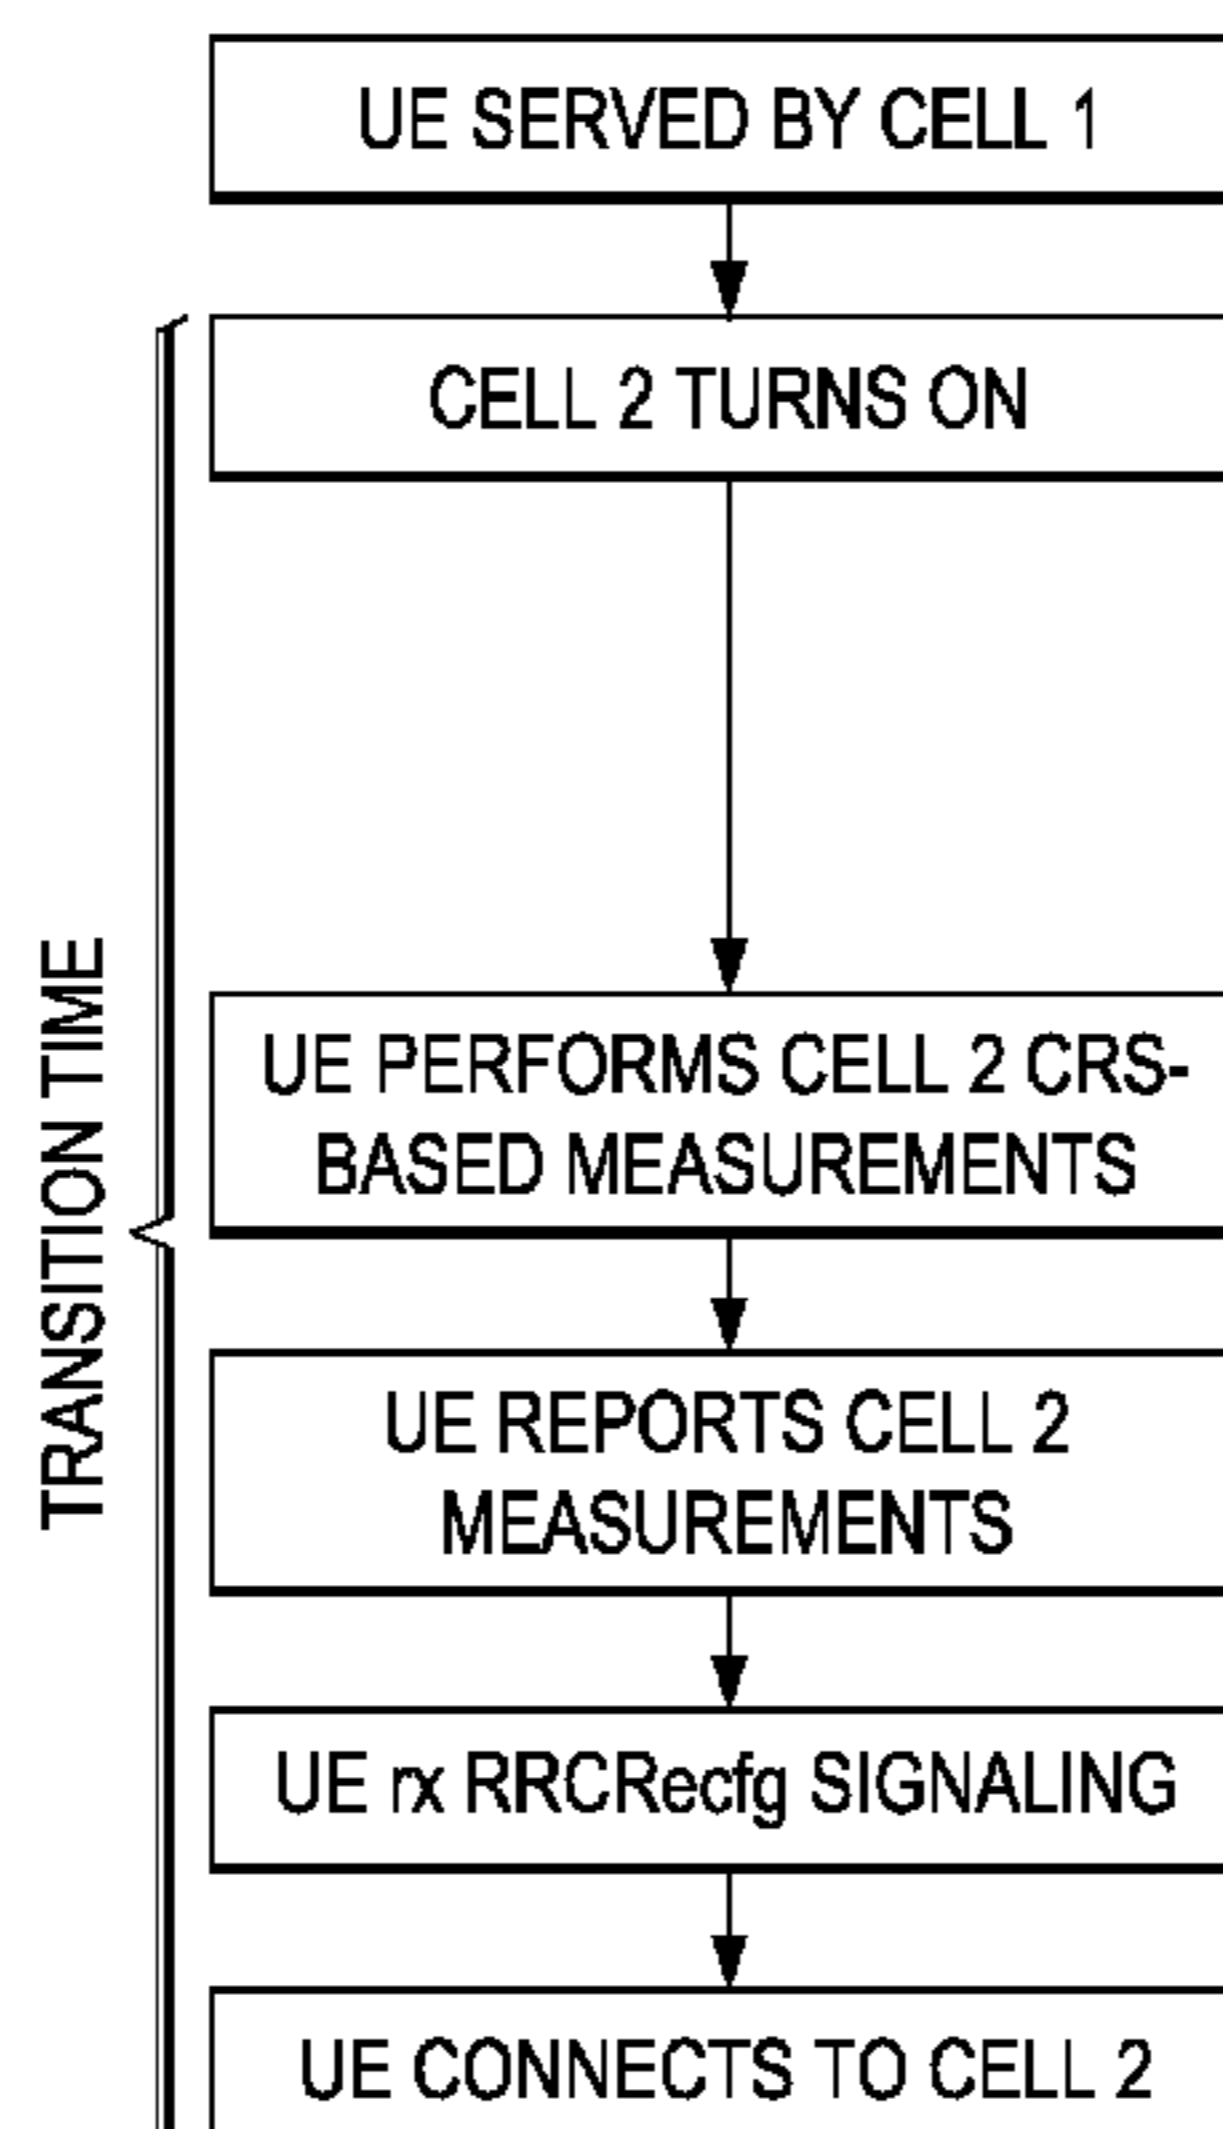 UE SERVED BY CELL 1
CELL 2 TURNS ON
TRANSITION TIME
UE PERFORMS CELL 2 CRS-
BASED MEASUREMENTS
UE REPORTS CELL 2
MEASUREMENTS
UE rx RRCRecfg SIGNALING
UE CONNECTS TO CELL 2